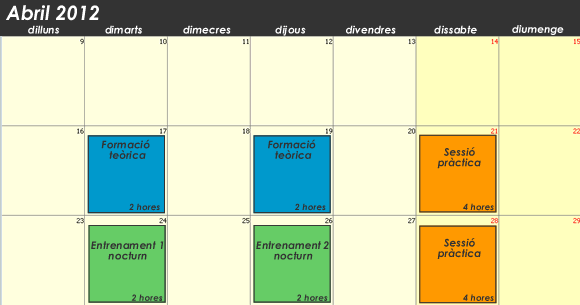 Abril 2012
dilluns dimarts dimecres dijous divendres dissabte diumenge
9 10 11 12 13 14 15
16 17 18 19 20 21 22
Formació Formació Sessió
teòrica teòrica pràctica
2 hores 2 hores 4 hores
23 24 25 26 27 28 29
Entrenament 1 Entrenament 2 Sessió
nocturn nocturn pràctica
2 hores 2 hores 4 hores